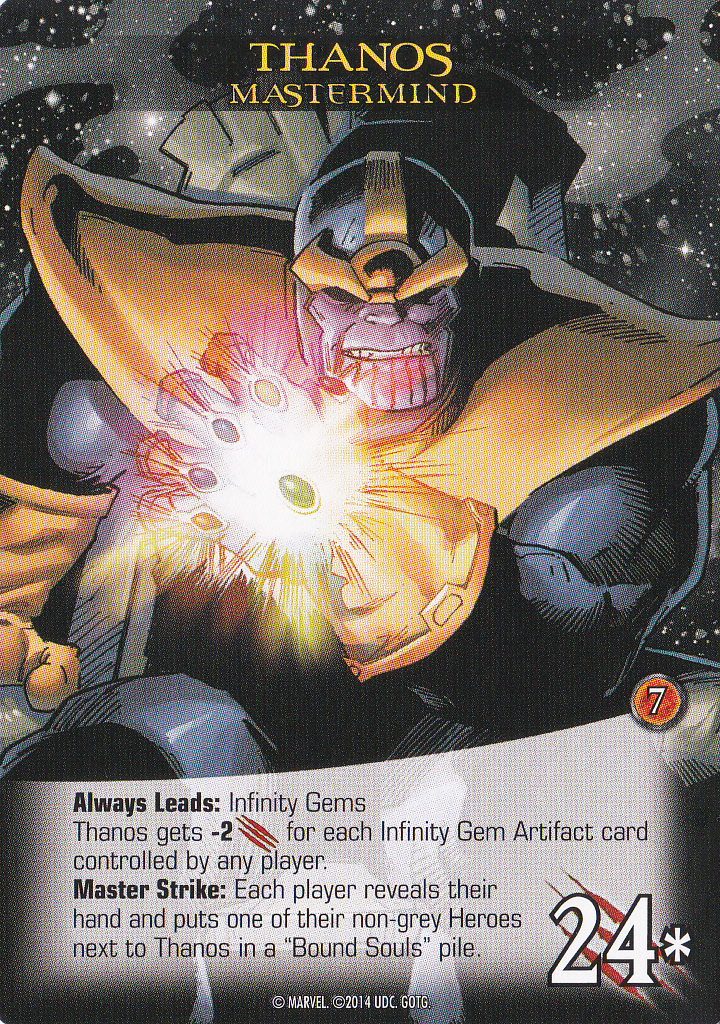 THANOS
MASTERMIND
7
Always Leads: Infinity Gems
Thanos gets -2 for each Infinity Gem Artifact card
controlled by any player.
Master Strike: Each player reveals their
hand and puts one of their non-grey Heroes
next to Thanos in a “Bound Souls” pile.
24*
© MARVEL. ©2014 UDC. GOTG.